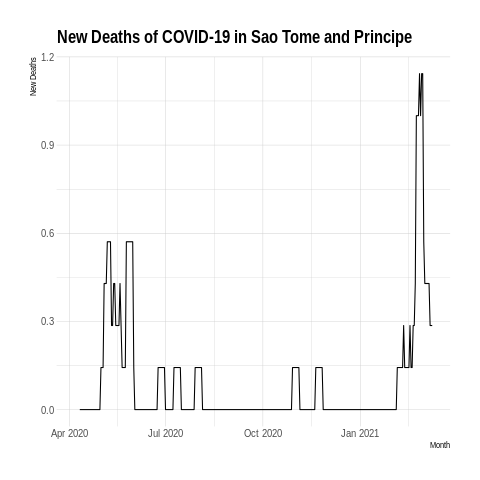 New Deaths of COVID-19 in Sao Tome and Principe
New Deaths
1.2
0.9
0.6
0.3
0.0
Apr 2020 Jul 2020 Oct 2020 Jan 2021
Month